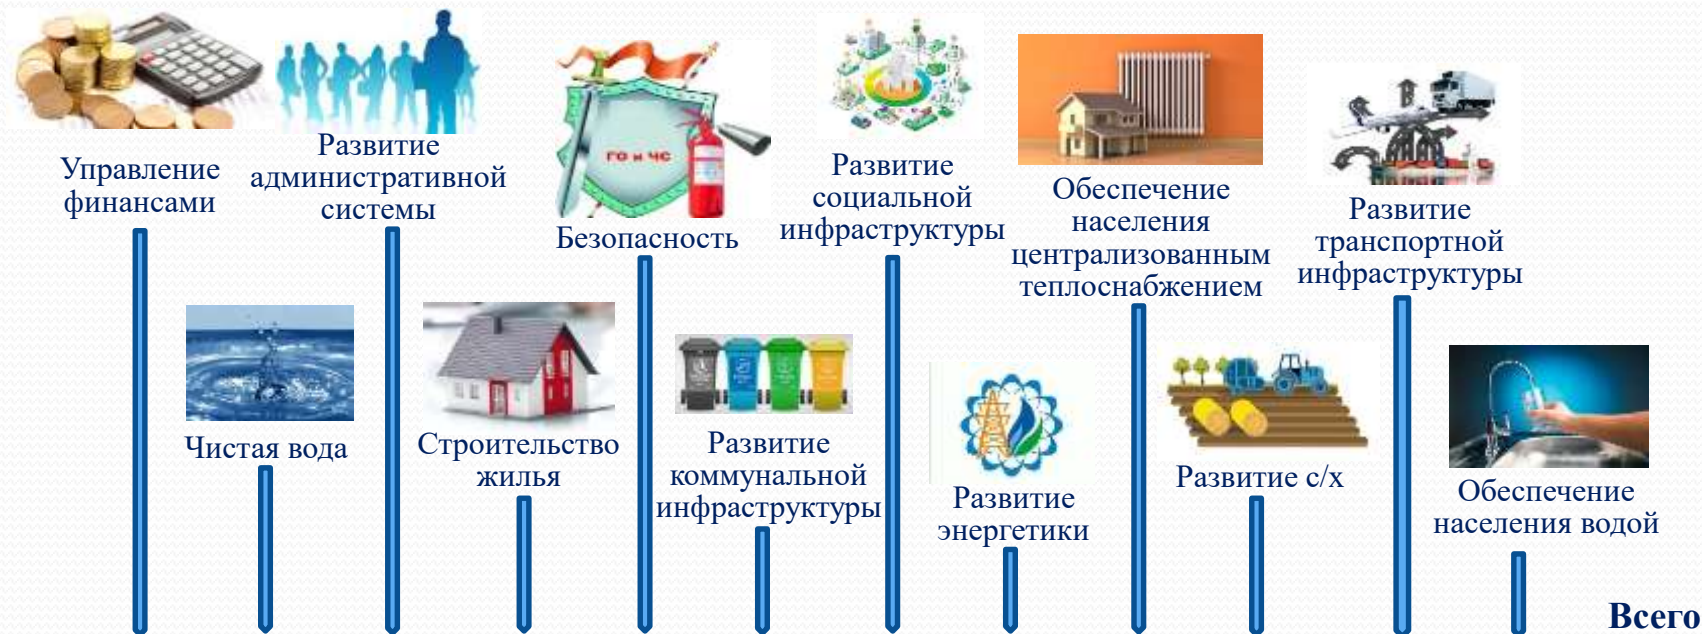 Управление
финансами
Развитие
административной
системы
ГО и ЧС
Безопасность
Развитие
социальной
инфраструктуры
Обеспечение
населения
централизованным
теплоснабжением
Развитие
транспортной
инфраструктуры
Чистая вода
Строительство
жилья
Развитие
коммунальной
инфраструктуры
Развитие
энергетики
Развитие с/х
Обеспечение
населения водой
Всего